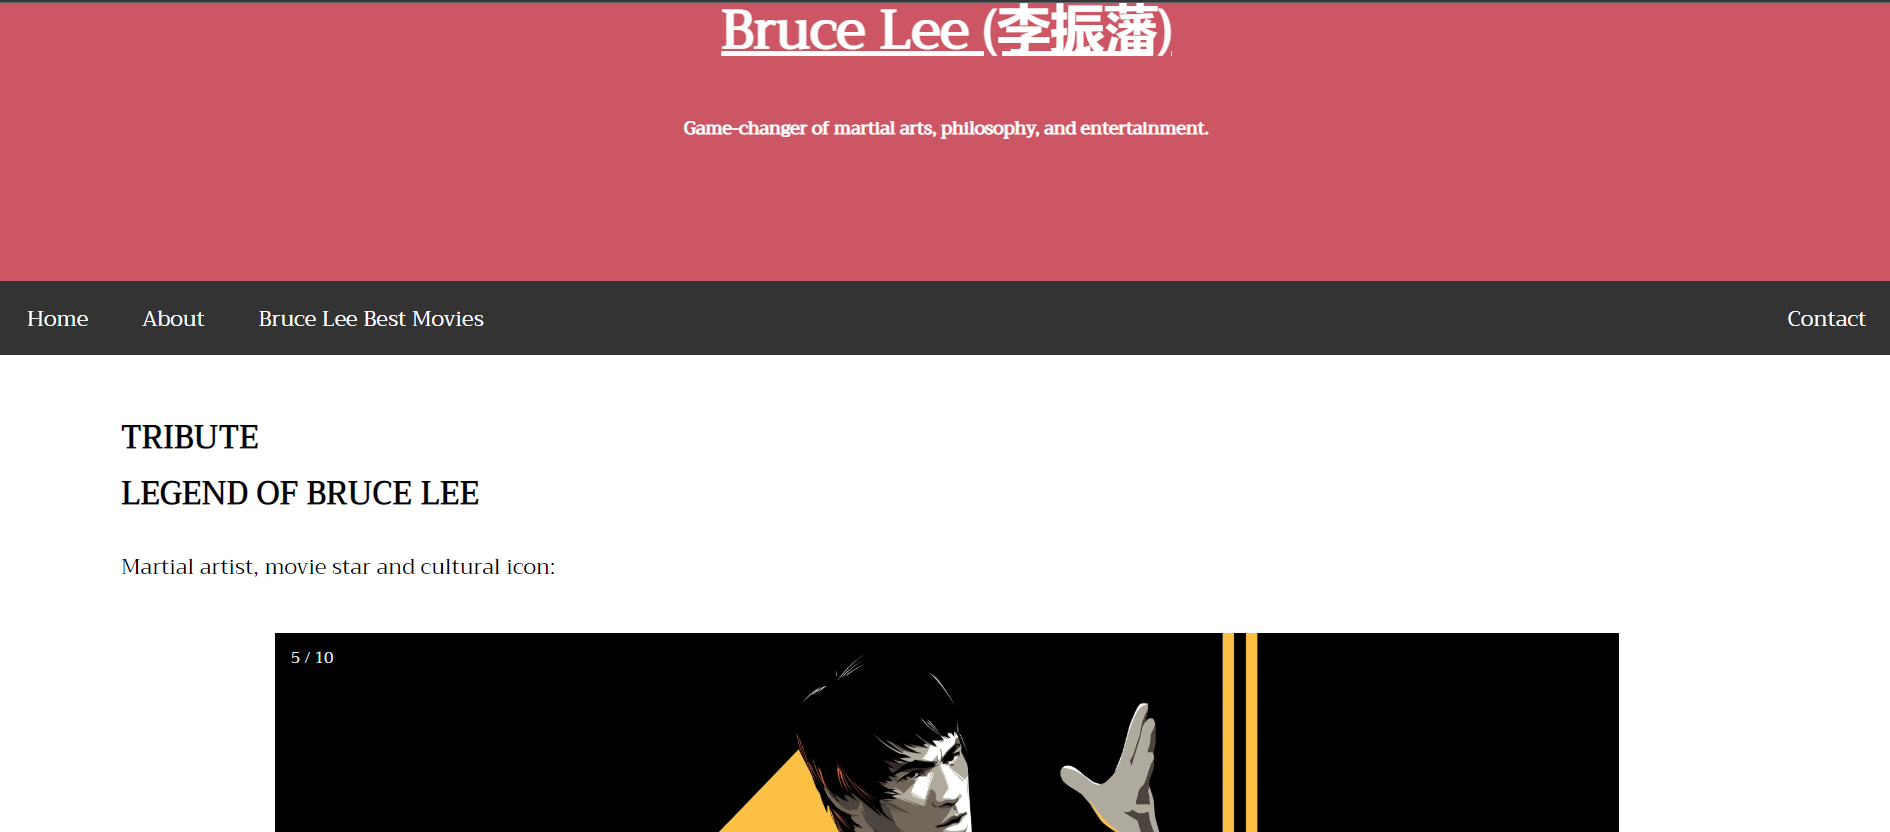 Bruce Lee (李振藩)
Game-changer of martial arts, philosophy, and entertainment.
Home About Bruce Lee Best Movies Contact
TRIBUTE
LEGEND OF BRUCE LEE
Martial artist, movie star and cultural icon:
5 / 10